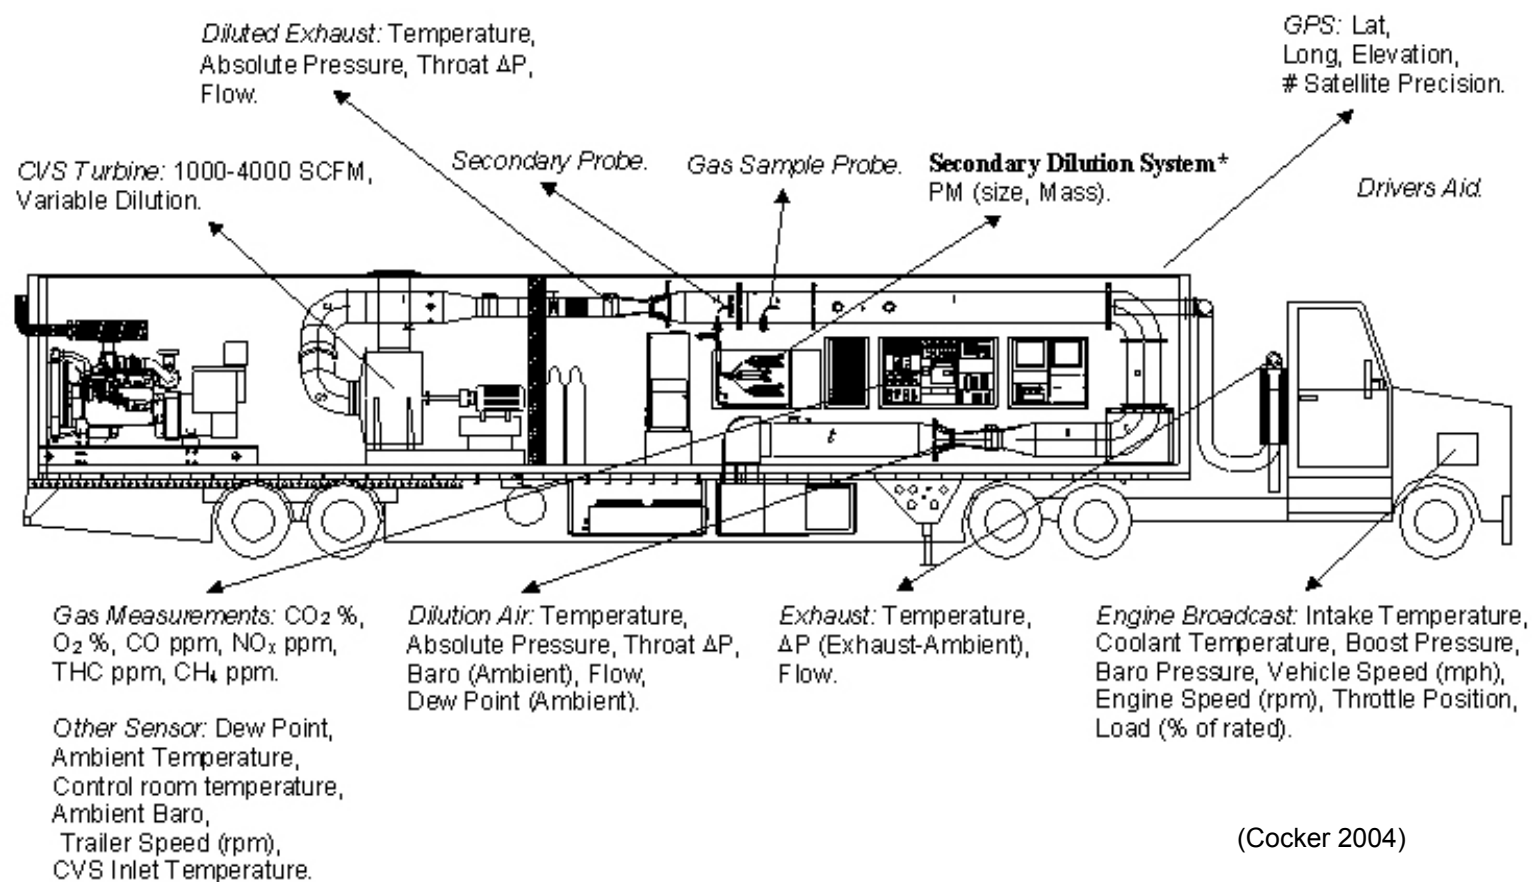 Diluted Exhaust: Temperature,
Absolute Pressure, Throat ΔP,
Flow.
GPS: Lat,
Long, Elevation,
# Satellite Precision.
CVS Turbine: 1000-4000 SCFM,
Variable Dilution.
Secondary Probe.
Gas Sample Probe.
Secondary Dilution System*
PM (size, Mass).
Drivers Aid.
Gas Measurements: CO₂ %,
O₂ %, CO ppm, NOₓ ppm,
THC ppm, CH₄ ppm.
Other Sensor: Dew Point,
Ambient Temperature,
Control room temperature,
Ambient Baro,
Trailer Speed (rpm),
CVS Inlet Temperature.
Dilution Air: Temperature,
Absolute Pressure, Throat ΔP,
Baro (Ambient), Flow,
Dew Point (Ambient).
Exhaust: Temperature,
ΔP (Exhaust-Ambient),
Flow.
Engine Broadcast: Intake Temperature,
Coolant Temperature, Boost Pressure,
Baro Pressure, Vehicle Speed (mph),
Engine Speed (rpm), Throttle Position,
Load (% of rated).
(Cocker 2004)